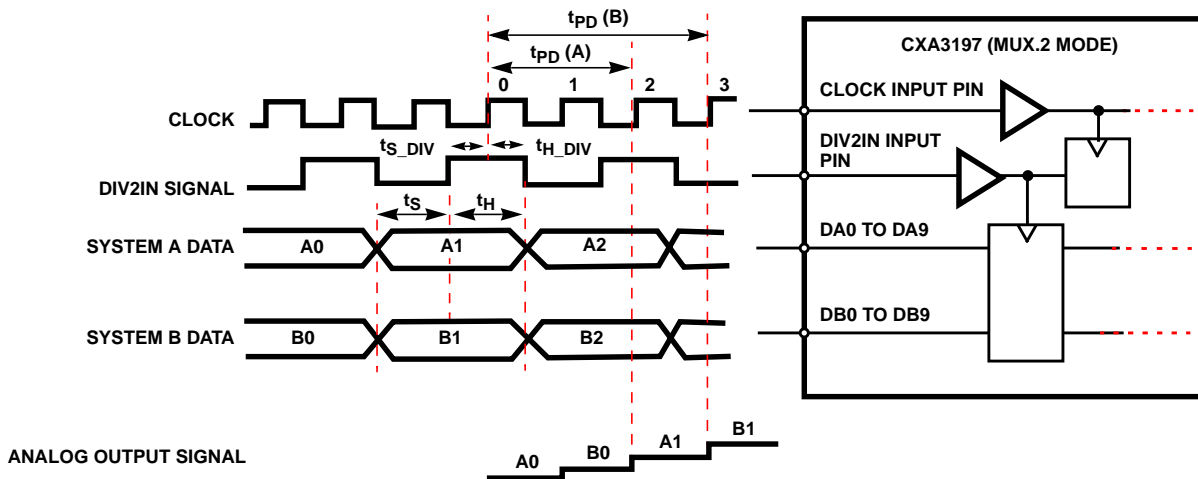 tPD (B)
tPD (A)
0 1 2 3
CLOCK
tS_DIV tH_DIV
DIV2IN SIGNAL
tS tH
SYSTEM A DATA
A0 A1 A2
SYSTEM B DATA
B0 B1 B2
ANALOG OUTPUT SIGNAL
A0 B0 A1 B1
CXA3197 (MUX.2 MODE)
CLOCK INPUT PIN
DIV2IN INPUT
PIN
DA0 TO DA9
DB0 TO DB9